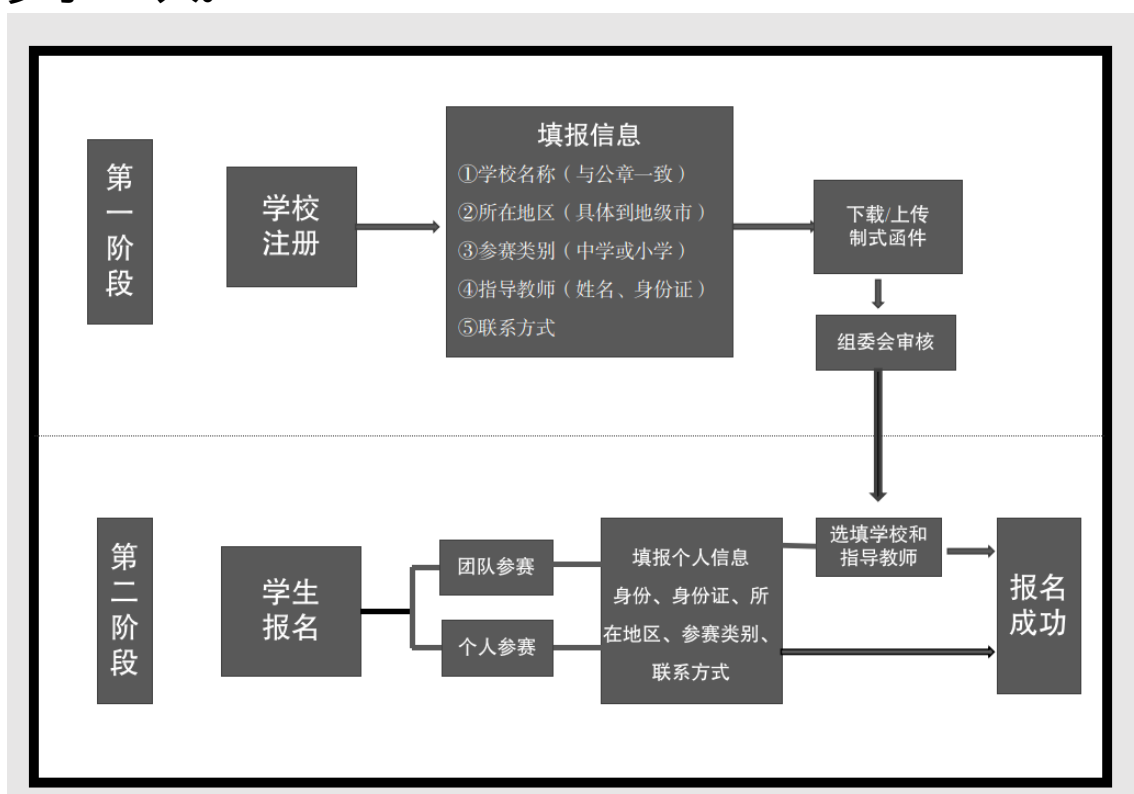 第
一
阶
段
学校
注册
填报信息
①学校名称（与公章一致）
②所在地区（具体到地级市）
③参赛类别（中学或小学）
④指导教师（姓名、身份证）
⑤联系方式
下载/上传
制式函件
组委会审核
第
二
阶
段
学生
报名
团队参赛
个人参赛
填报个人信息
身份、身份证、所
在地区、参赛类别、
联系方式
选填学校和
指导教师
报名
成功